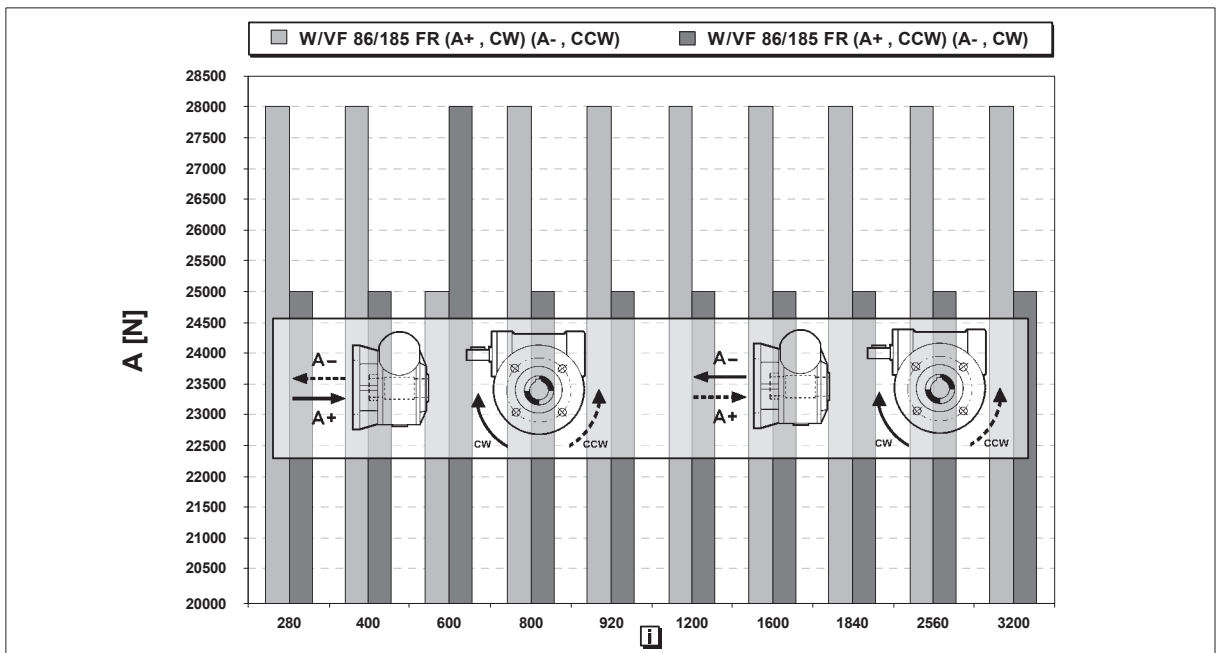 W/VF 86/185 FR (A+ , CW) (A- , CCW)
W/VF 86/185 FR (A+ , CCW) (A- , CW)
28500
28000
27500
27000
26500
26000
25500
25000
24500
24000
23500
23000
22500
22000
21500
21000
20500
20000
A [N]
A−
A+
CW
CCW
A−
A+
CW
CCW
280 400 600 800 920 1200 1600 1840 2560 3200
i